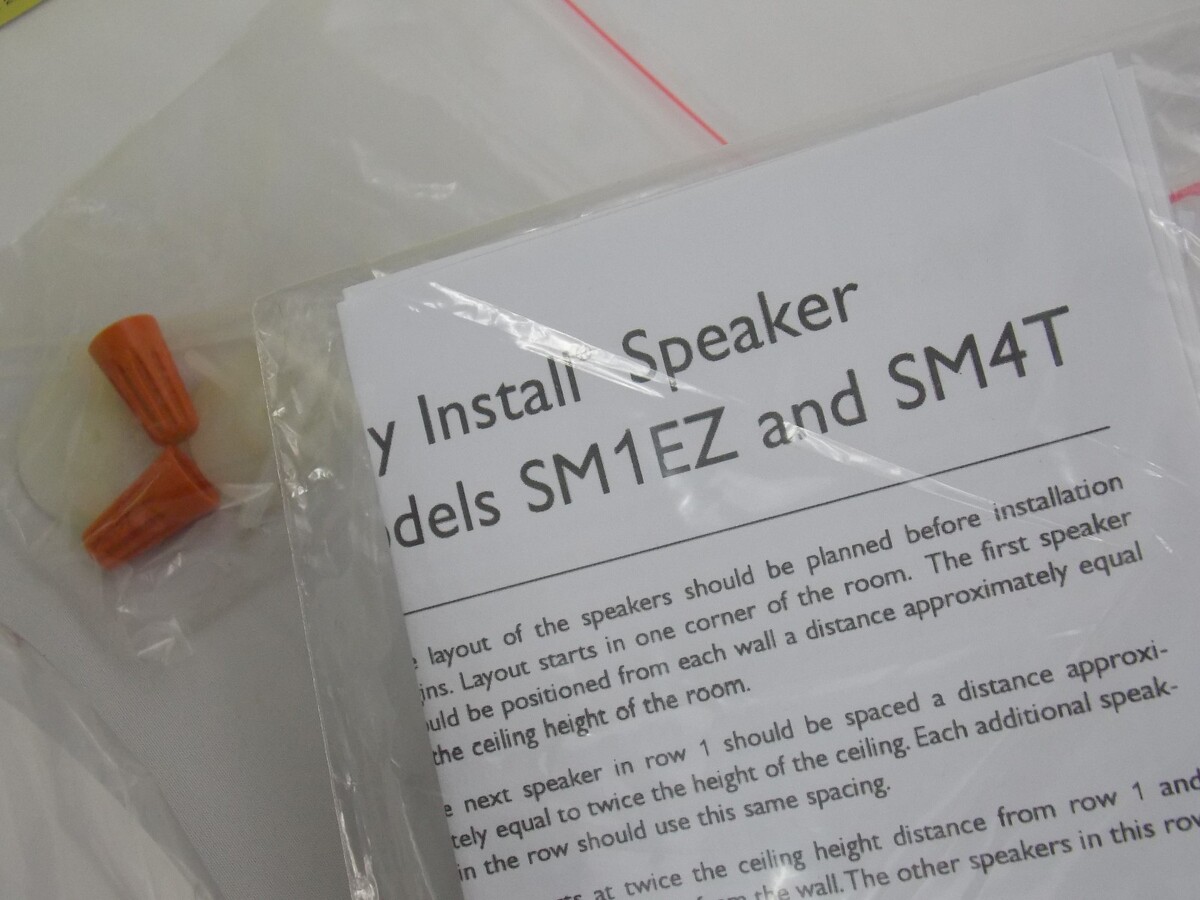 y Install Speaker
odels SM1EZ and SM4T
layout of the speakers should be planned before installation
ins. Layout starts in one corner of the room. The first speaker
uld be positioned from each wall a distance approximately equal
the ceiling height of the room.
e next speaker in row 1 should be spaced a distance approxi-
tely equal to twice the height of the ceiling. Each additional speak-
in the row should use this same spacing.
at twice the ceiling height distance from row 1 and
from the wall. The other speakers in this row